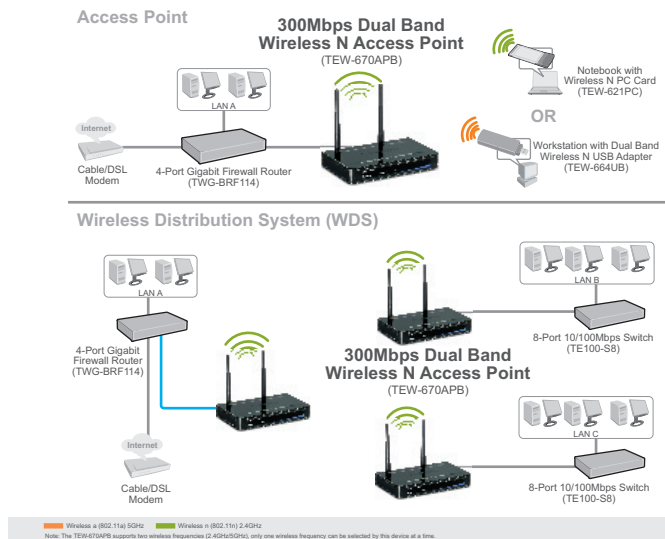 Access Point
300Mbps Dual Band
Wireless N Access Point
(TEW-670APB)
LAN A
Internet
Cable/DSL
Modem
4-Port Gigabit Firewall Router
(TWG-BRF114)
Notebook with
Wireless N PC Card
(TEW-621PC)
OR
Workstation with Dual Band
Wireless N USB Adapter
(TEW-664UB)
Wireless Distribution System (WDS)
LAN A
4-Port Gigabit
Firewall Router
(TWG-BRF114)
Internet
Cable/DSL
Modem
LAN B
8-Port 10/100Mbps Switch
(TE100-S8)
300Mbps Dual Band
Wireless N Access Point
(TEW-670APB)
LAN C
8-Port 10/100Mbps Switch
(TE100-S8)
Wireless a (802.11a) 5GHz Wireless n (802.11n) 2.4GHz
Note: The TEW-670APB supports two wireless frequencies (2.4GHz/5GHz), only one wireless frequency can be selected by this device at a time.